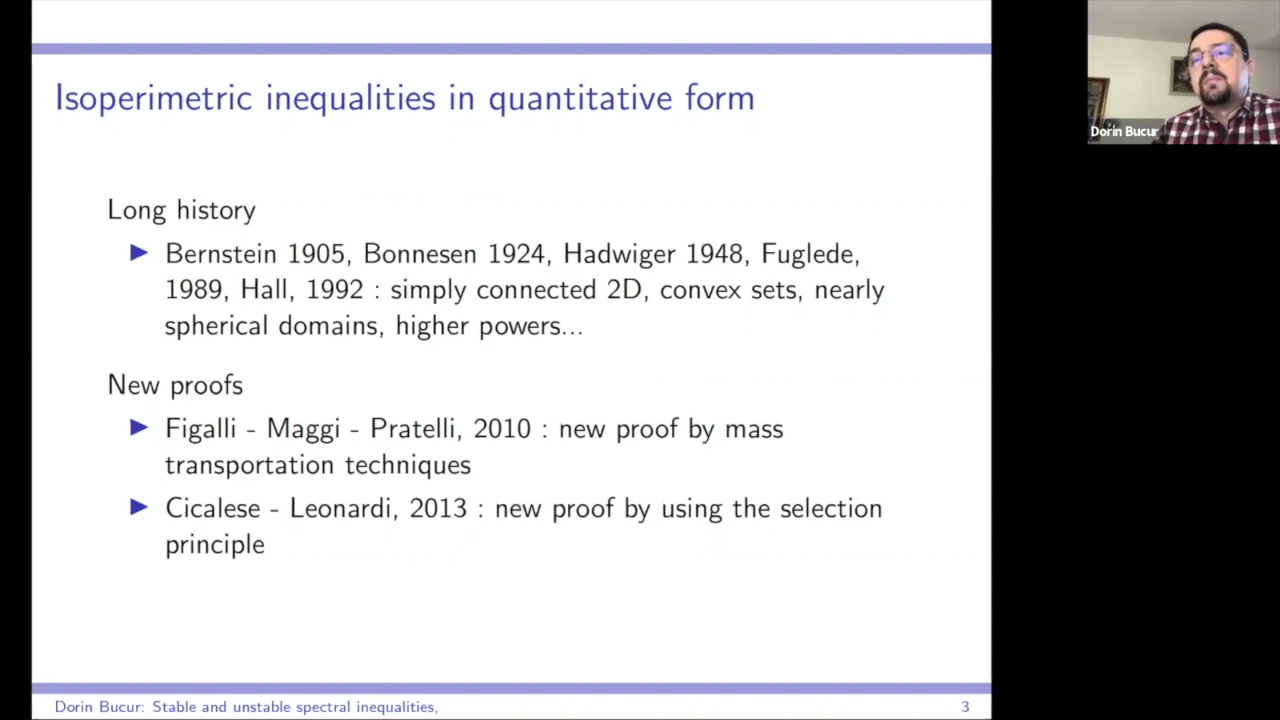 Isoperimetric inequalities in quantitative form
Long history
Bernstein 1905, Bonnesen 1924, Hadwiger 1948, Fuglede,
1989, Hall, 1992 : simply connected 2D, convex sets, nearly
spherical domains, higher powers...
New proofs
Figalli - Maggi - Pratelli, 2010 : new proof by mass
transportation techniques
Cicalese - Leonardi, 2013 : new proof by using the selection
principle
Dorin Bucur: Stable and unstable spectral inequalities,
3
Dorin Bucur